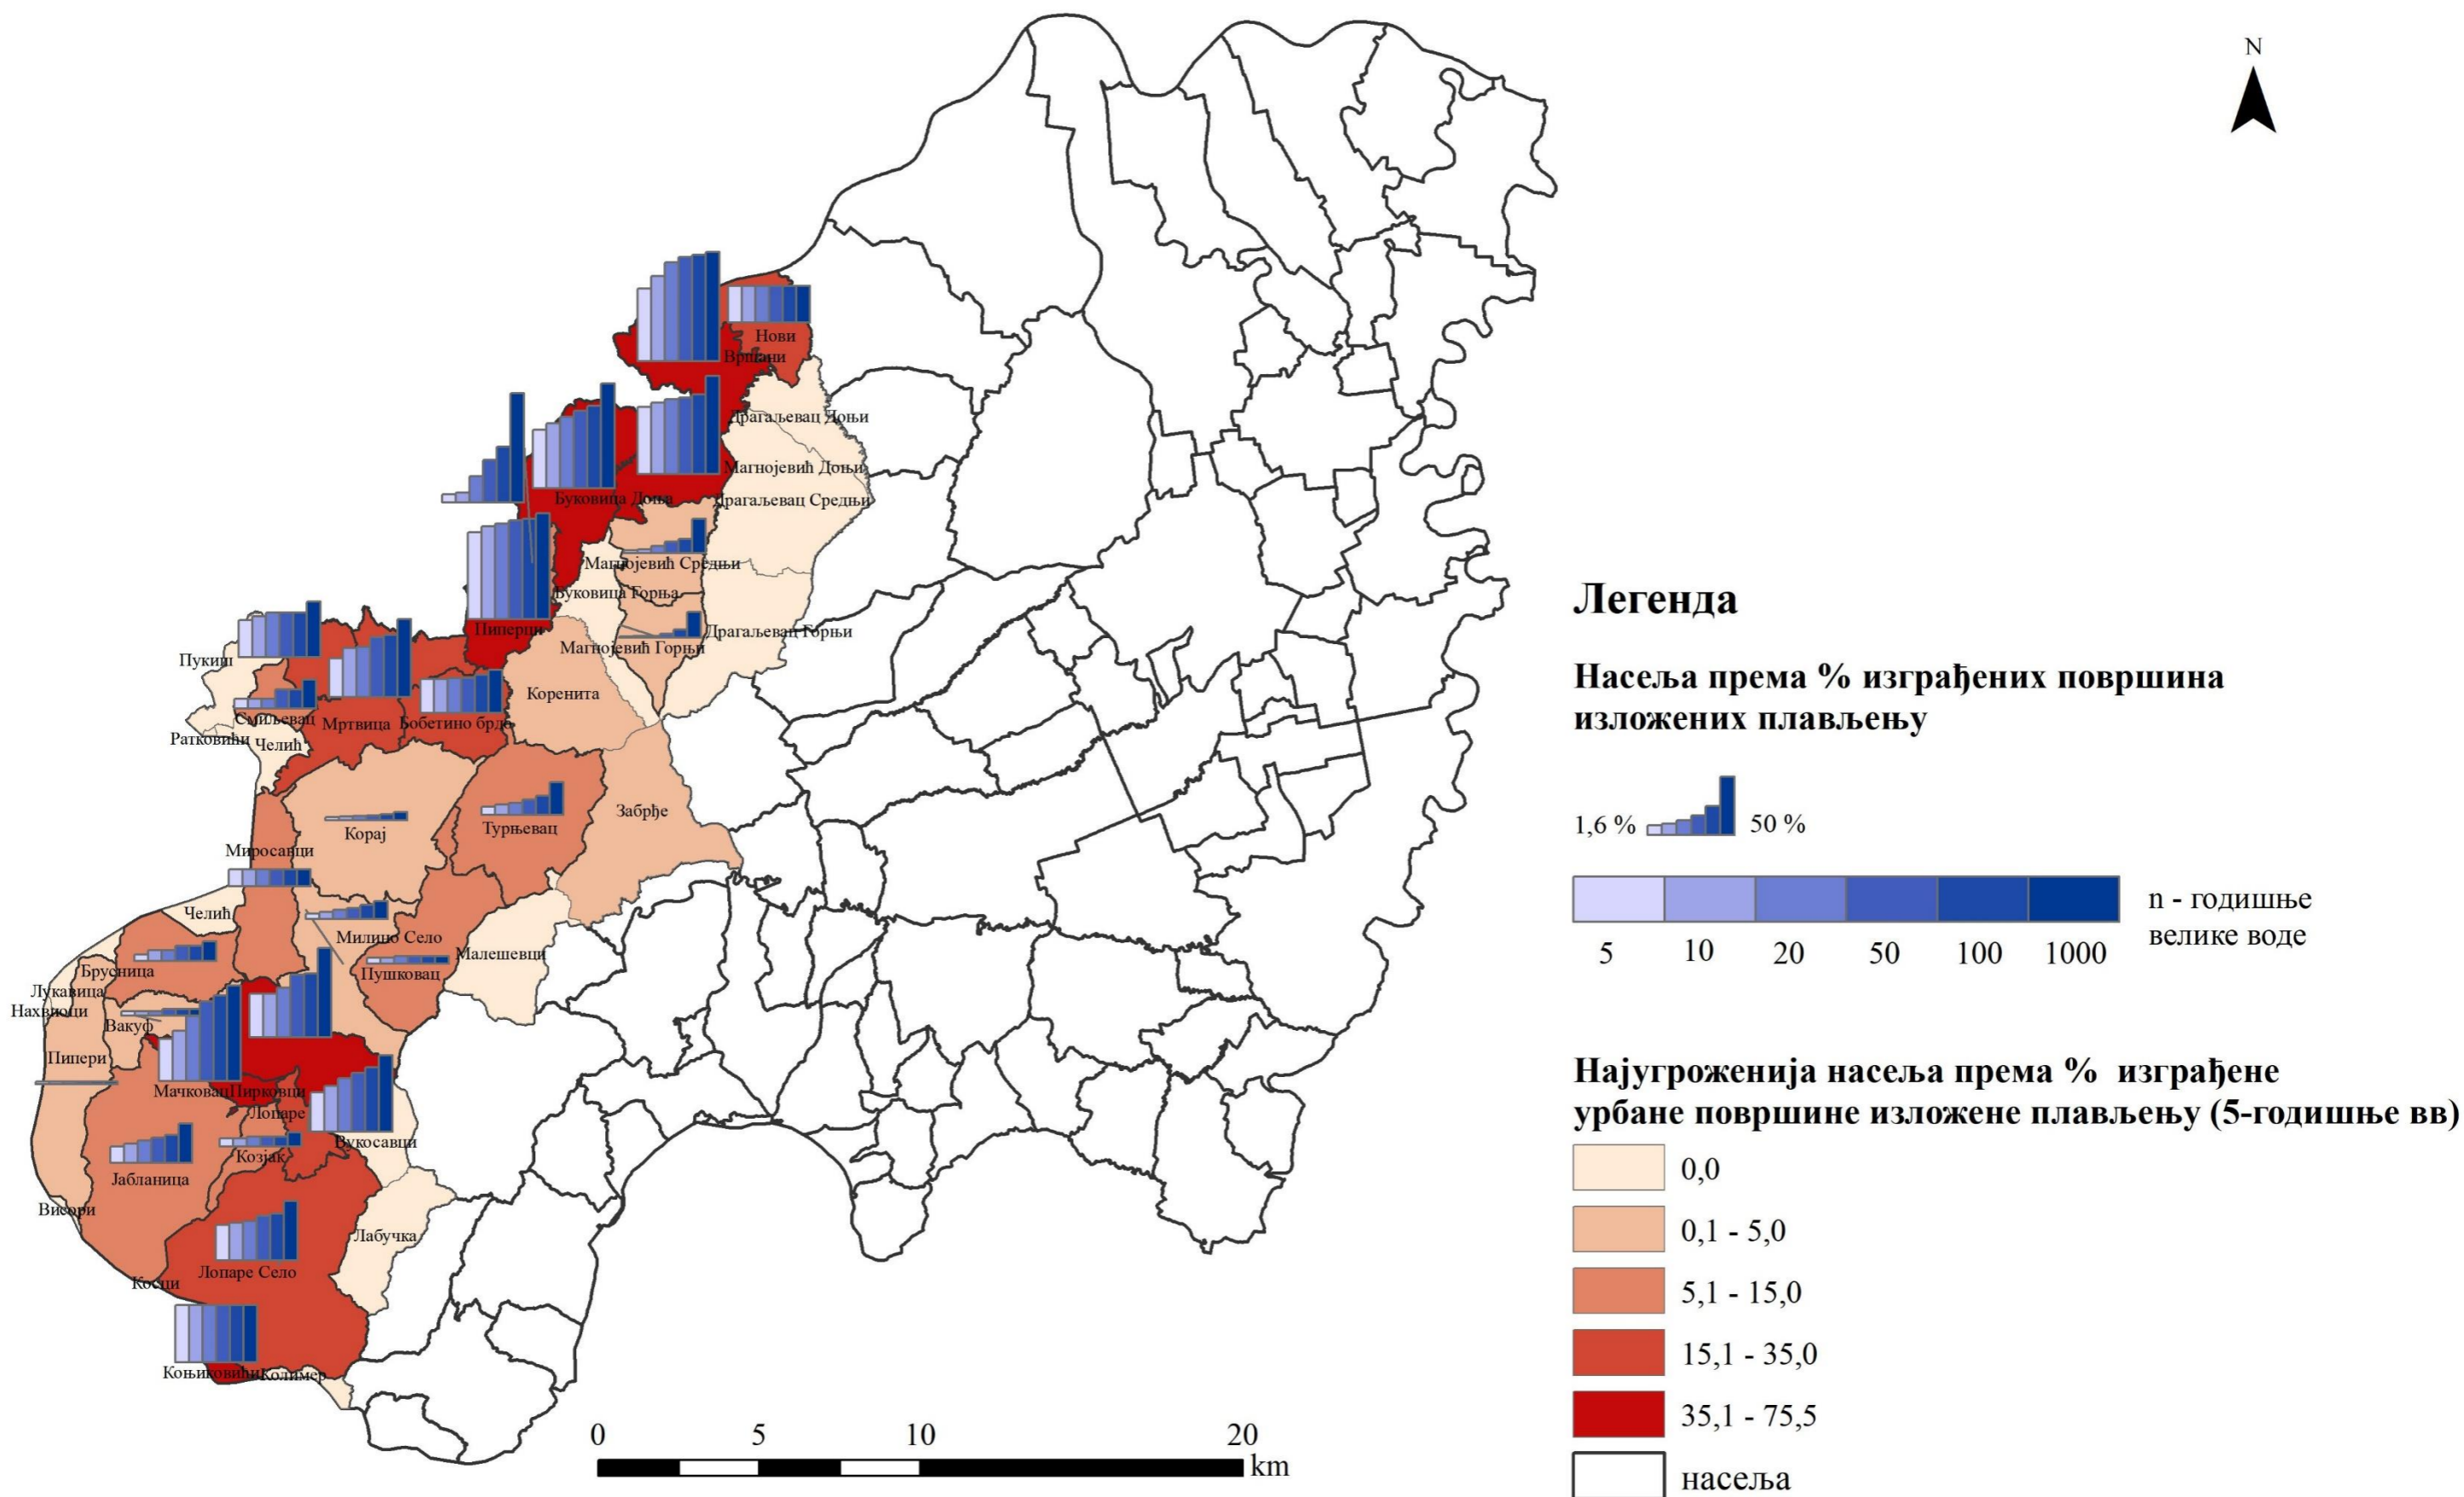 N
Нови
Вршани
Драгаљевац Доњи
Магнојевић Доњи
Буковица Доња
Драгаљевац Средњи
Магнојевић Средњи
Буковица Горња
Пиперци
Драгаљевац Горњи
Магнојевић Горњи
Пукиш
Коренита
Смиљевац
Мртвица
Бобетино брдо
Ратковићи
Челић
Забрђе
Корај
Турњевац
Миросавци
Челић
Милино Село
Малешевци
Брусница
Пушковац
Лукавица
Нахвиоци
Вакуф
Пипери
Мачковац
Пирковци
Лопаре
Вукосавци
Козјак
Јабланица
Висори
Лабучка
Лопаре Село
Косци
Коњиковићи
Колимер
0 5 10 20
km
Легенда
Насеља према % изграђених површина
изложених плављењу
1,6 % 50 %
n - годишње
велике воде
5 10 20 50 100 1000
Најугроженија насеља према % изграђене
урбане површине изложене плављењу (5-годишње вв)
0,0
0,1 - 5,0
5,1 - 15,0
15,1 - 35,0
35,1 - 75,5
насеља